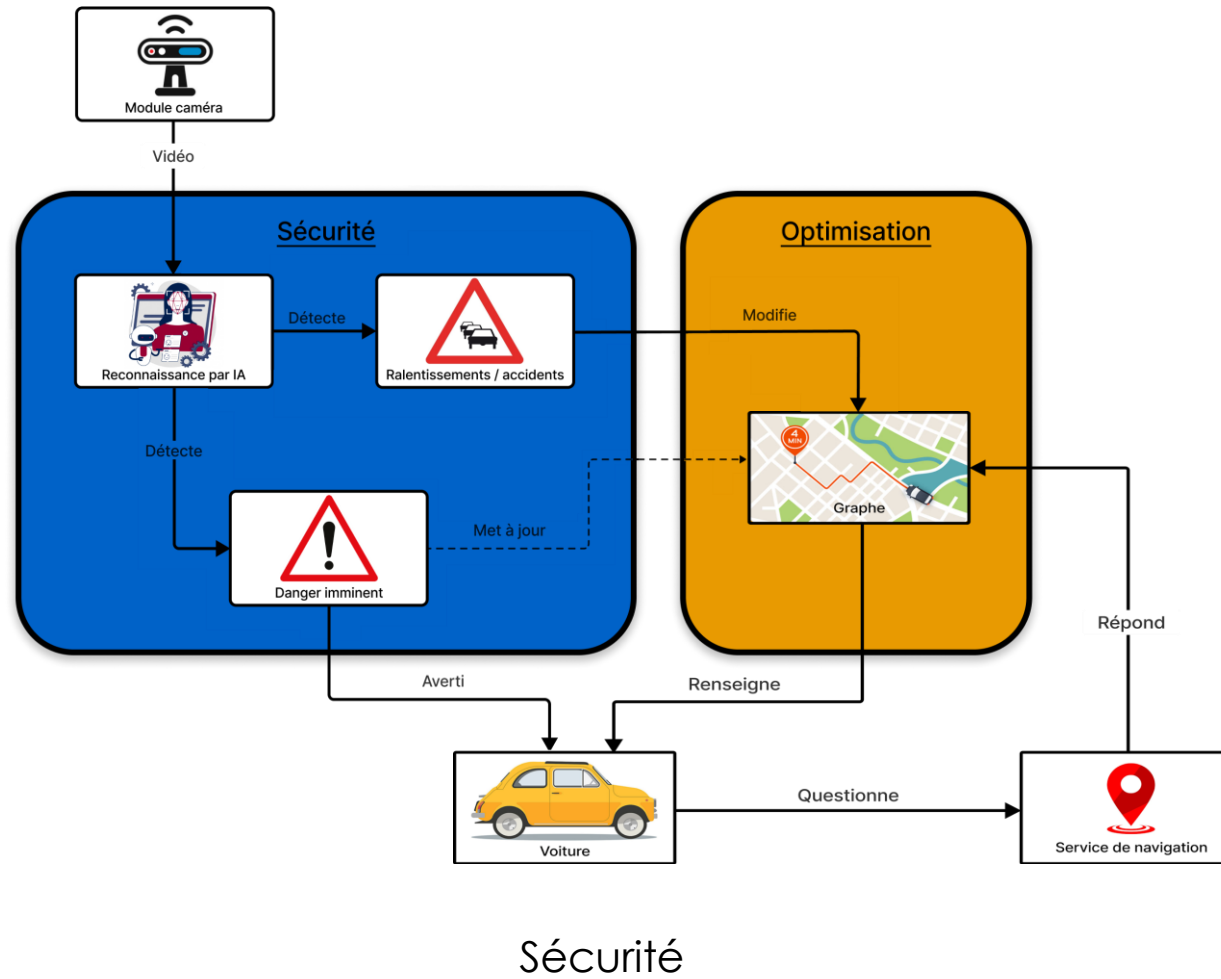 Module caméra
Vidéo
Sécurité
Optimisation
Détecte
Modifie
Reconnaissance par IA
Ralentissements / accidents
4
MIN
Détecte
Graphe
Met à jour
Danger imminent
Répond
Averti
Renseigne
Questionne
Voiture
Service de navigation
Sécurité